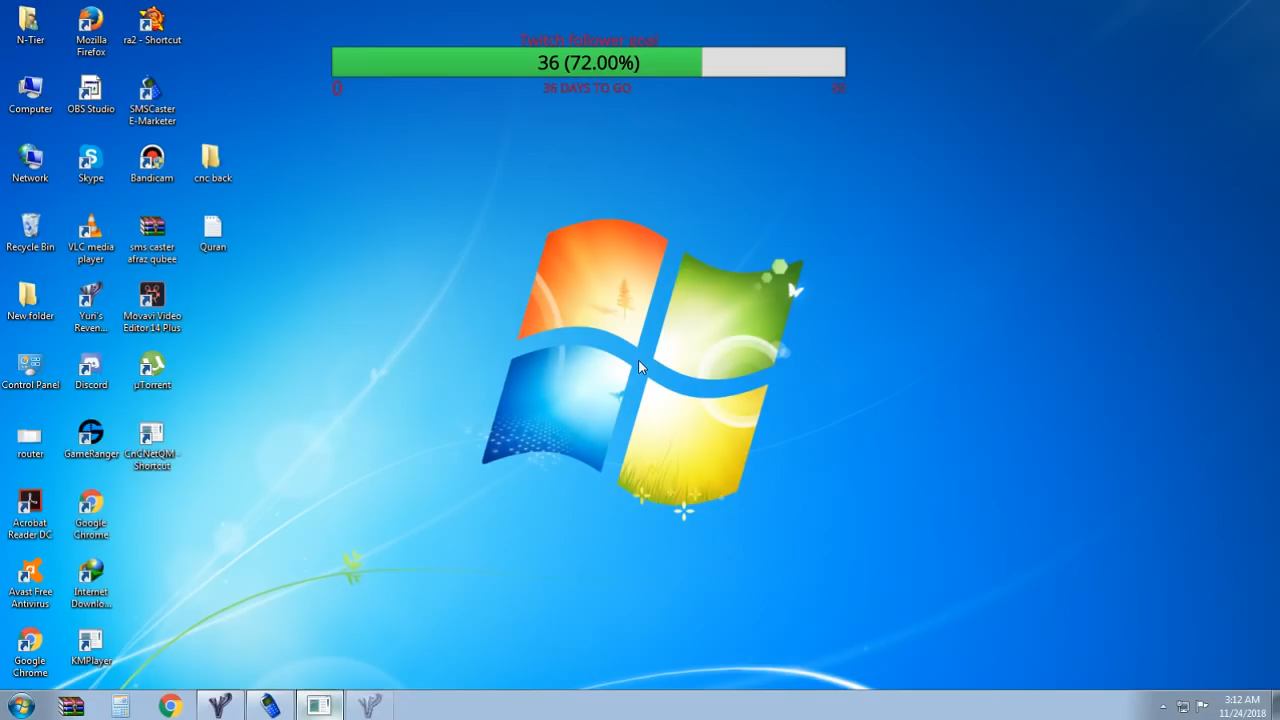 Twitch follower goal
36 (72.00%)
0
36 DAYS TO GO
50
N-Tier
Mozilla
Firefox
ra2 - Shortcut
Computer
OBS Studio
SMSCaster
E-Marketer
Network
Skype
Bandicam
cnc back
Recycle Bin
VLC media
player
sms caster
afraz qubee
Quran
New folder
Yuri's
Reven...
Movavi Video
Editor 14 Plus
Control Panel
Discord
µTorrent
router
GameRanger
CnCNetQM -
Shortcut
Acrobat
Reader DC
Google
Chrome
Avast Free
Antivirus
Internet
Downlo...
Google
Chrome
KMPlayer
3:12 AM
11/24/2018